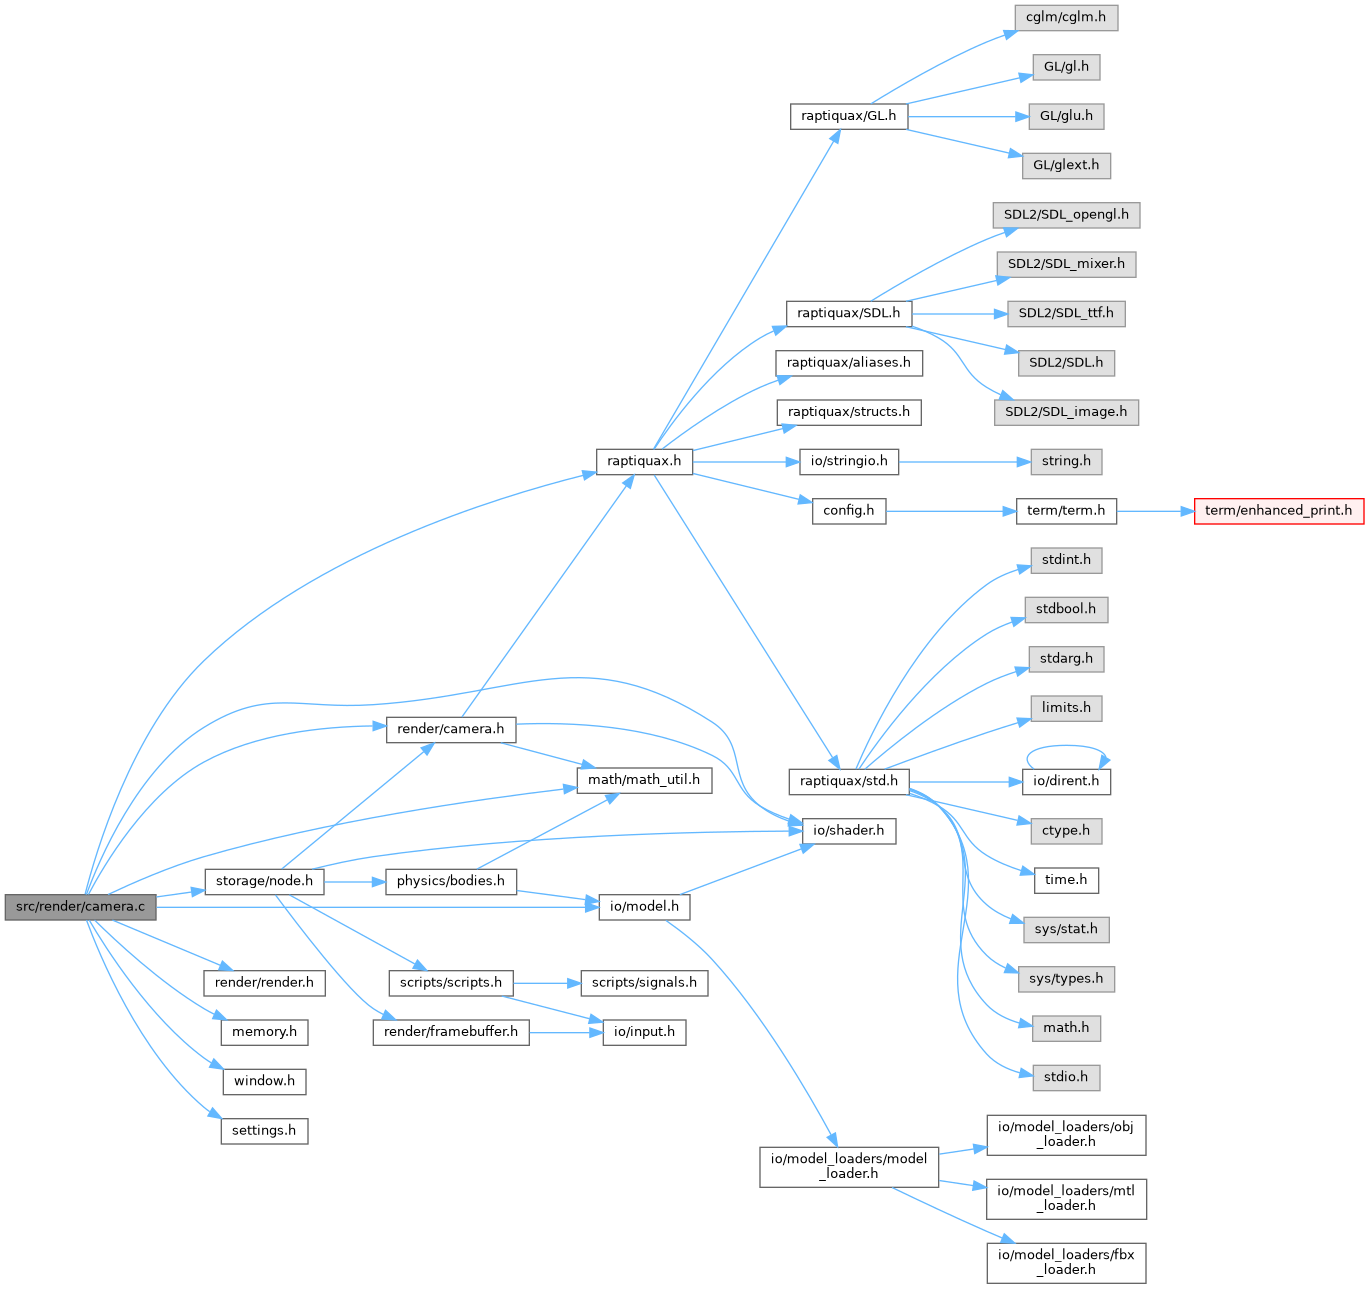 cglm/cglm.h
GL/gl.h
raptiquax/GL.h
GL/glu.h
GL/glext.h
SDL2/SDL_opengl.h
SDL2/SDL_mixer.h
raptiquax/SDL.h
SDL2/SDL_ttf.h
raptiquax/aliases.h
SDL2/SDL.h
raptiquax/structs.h
SDL2/SDL_image.h
raptiquax.h
io/stringio.h
string.h
config.h
term/term.h
term/enhanced_print.h
stdint.h
stdbool.h
stdarg.h
limits.h
render/camera.h
math/math_util.h
raptiquax/std.h
io/dirent.h
io/shader.h
ctype.h
storage/node.h
physics/bodies.h
time.h
src/render/camera.c
io/model.h
sys/stat.h
render/render.h
scripts/scripts.h
scripts/signals.h
sys/types.h
memory.h
render/framebuffer.h
io/input.h
math.h
window.h
stdio.h
settings.h
io/model_loaders/obj
_loader.h
io/model_loaders/model
_loader.h
io/model_loaders/mtl
_loader.h
io/model_loaders/fbx
_loader.h